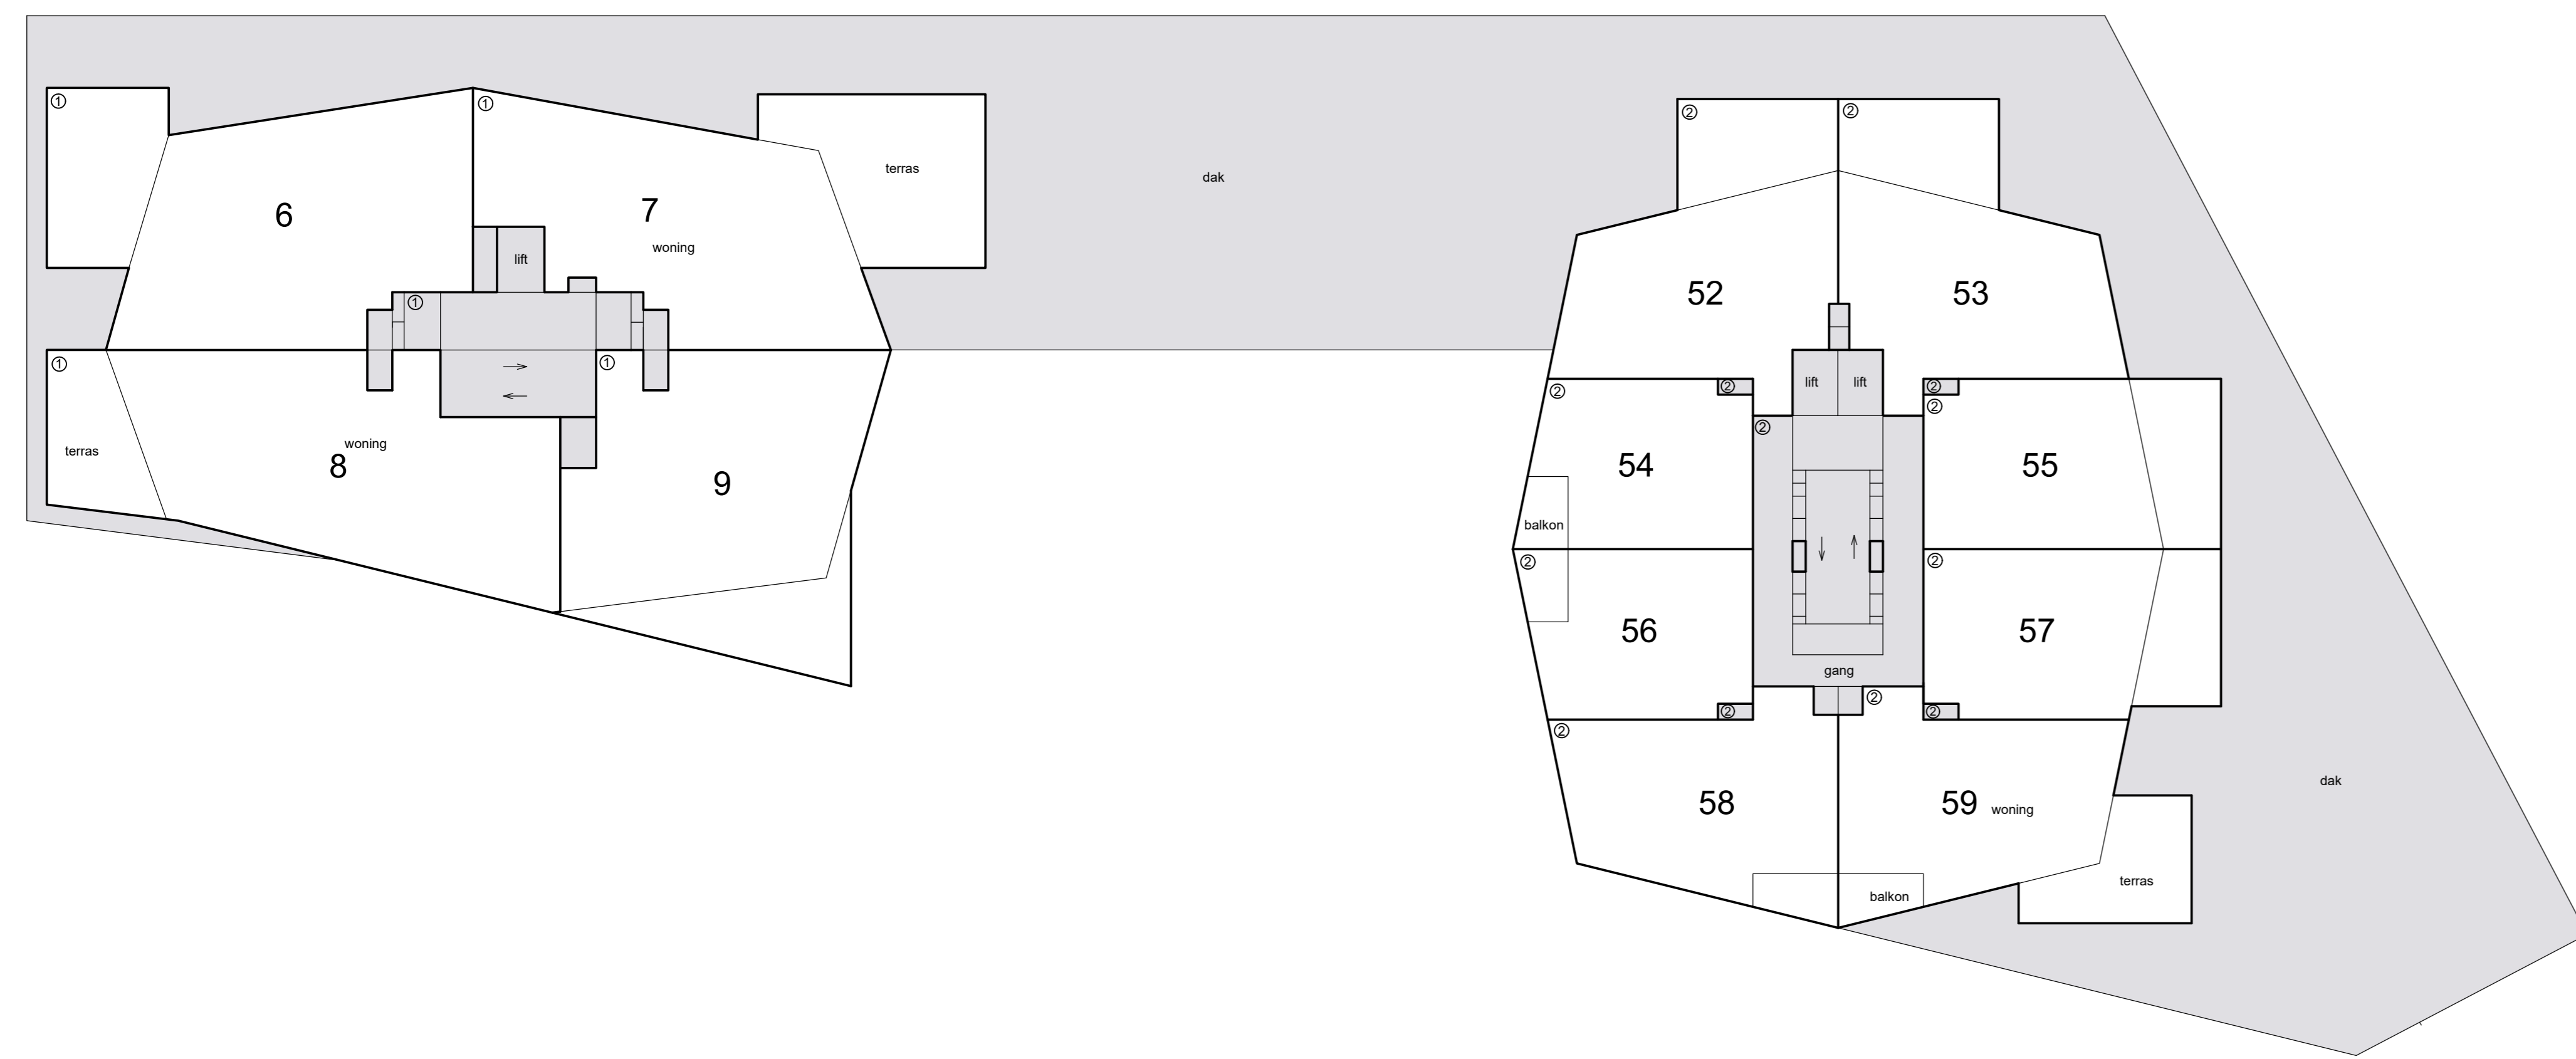 ①
①
terras
6
7
woning
lift
①
①
①
terras
woning
8
9
dak
②
②
52
53
lift
lift
②
②
②
②
②
②
54
55
balkon
②
②
56
57
gang
②
②
②
②
58
59
woning
balkon
terras
dak